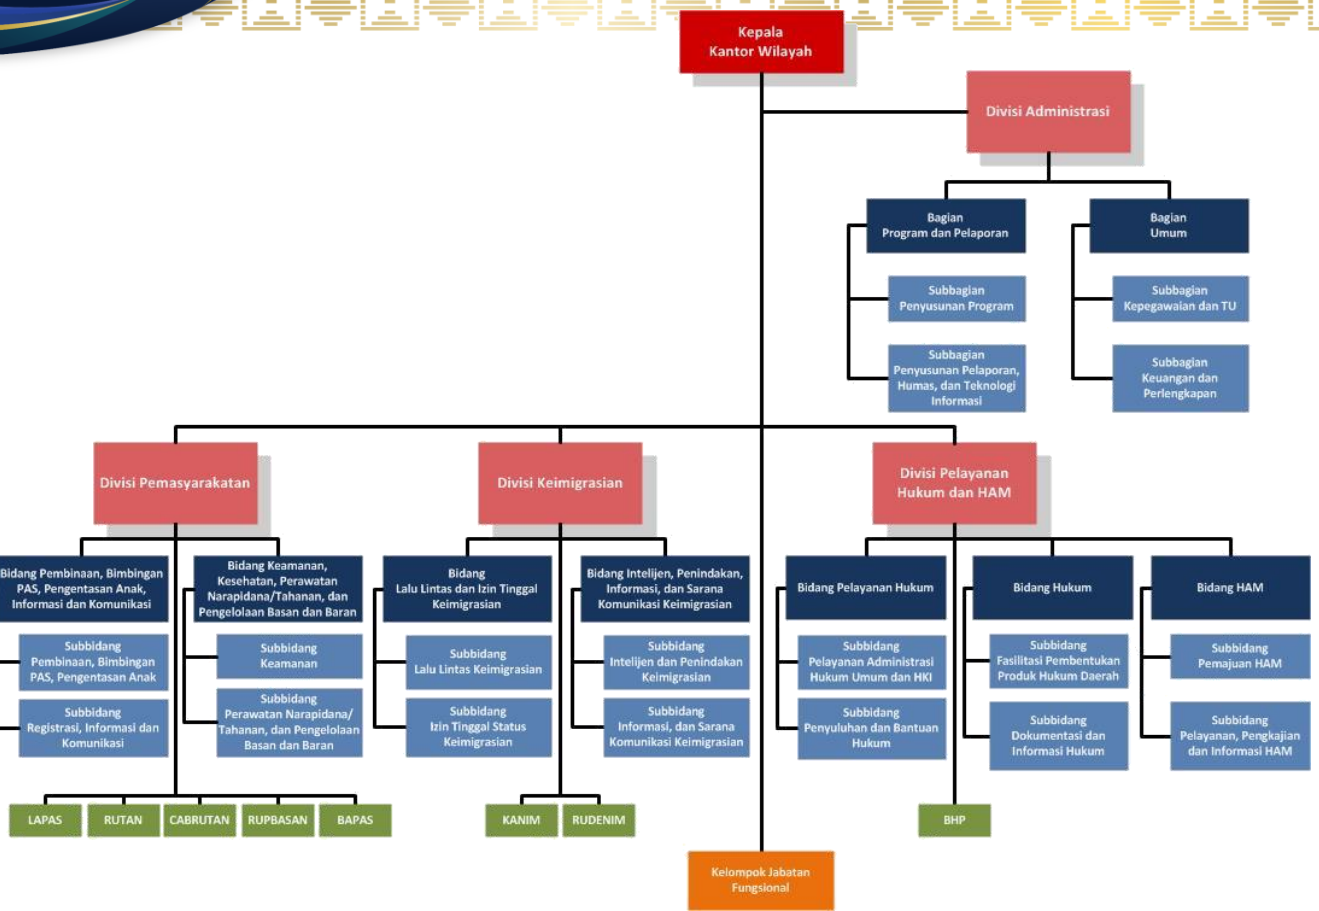 Kepala
Kantor Wilayah
Divisi Administrasi
Bagian
Program dan Pelaporan
Bagian
Umum
Subbagian
Penyusunan Program
Subbagian
Kepegawaian dan TU
Subbagian
Penyusunan Pelaporan,
Humas, dan Teknologi
Informasi
Subbagian
Keuangan dan
Perlengkapan
Divisi Pemasyarakatan
Divisi Keimigrasian
Divisi Pelayanan
Hukum dan HAM
Bidang Pembinaan, Bimbingan
PAS, Pengentasan Anak,
Informasi dan Komunikasi
Bidang Keamanan,
Kesehatan, Perawatan
Narapidana/Tahanan, dan
Pengelolaan Basan dan Baran
Bidang
Lalu Lintas dan Izin Tinggal
Keimigrasian
Bidang Intelijen, Penindakan,
Informasi, dan Sarana
Komunikasi Keimigrasian
Bidang Pelayanan Hukum
Bidang Hukum
Bidang HAM
Subbidang
Pembinaan, Bimbingan
PAS, Pengentasan Anak
Subbidang
Keamanan
Subbidang
Lalu Lintas Keimigrasian
Subbidang
Intelijen dan Penindakan
Keimigrasian
Subbidang
Pelayanan Administrasi
Hukum Umum dan HKI
Subbidang
Fasilitasi Pembentukan
Produk Hukum Daerah
Subbidang
Pemajuan HAM
Subbidang
Registrasi, Informasi dan
Komunikasi
Subbidang
Perawatan Narapidana/
Tahanan, dan Pengelolaan
Basan dan Baran
Subbidang
Izin Tinggal Status
Keimigrasian
Subbidang
Informasi, dan Sarana
Komunikasi Keimigrasian
Subbidang
Penyuluhan dan Bantuan
Hukum
Subbidang
Dokumentasi dan
Informasi Hukum
Subbidang
Pelayanan, Pengkajian
dan Informasi HAM
LAPAS
RUTAN
CABRUTAN
RUPBASAN
BAPAS
KANIM
RUDENIM
BHP
Kelompok Jabatan
Fungsional